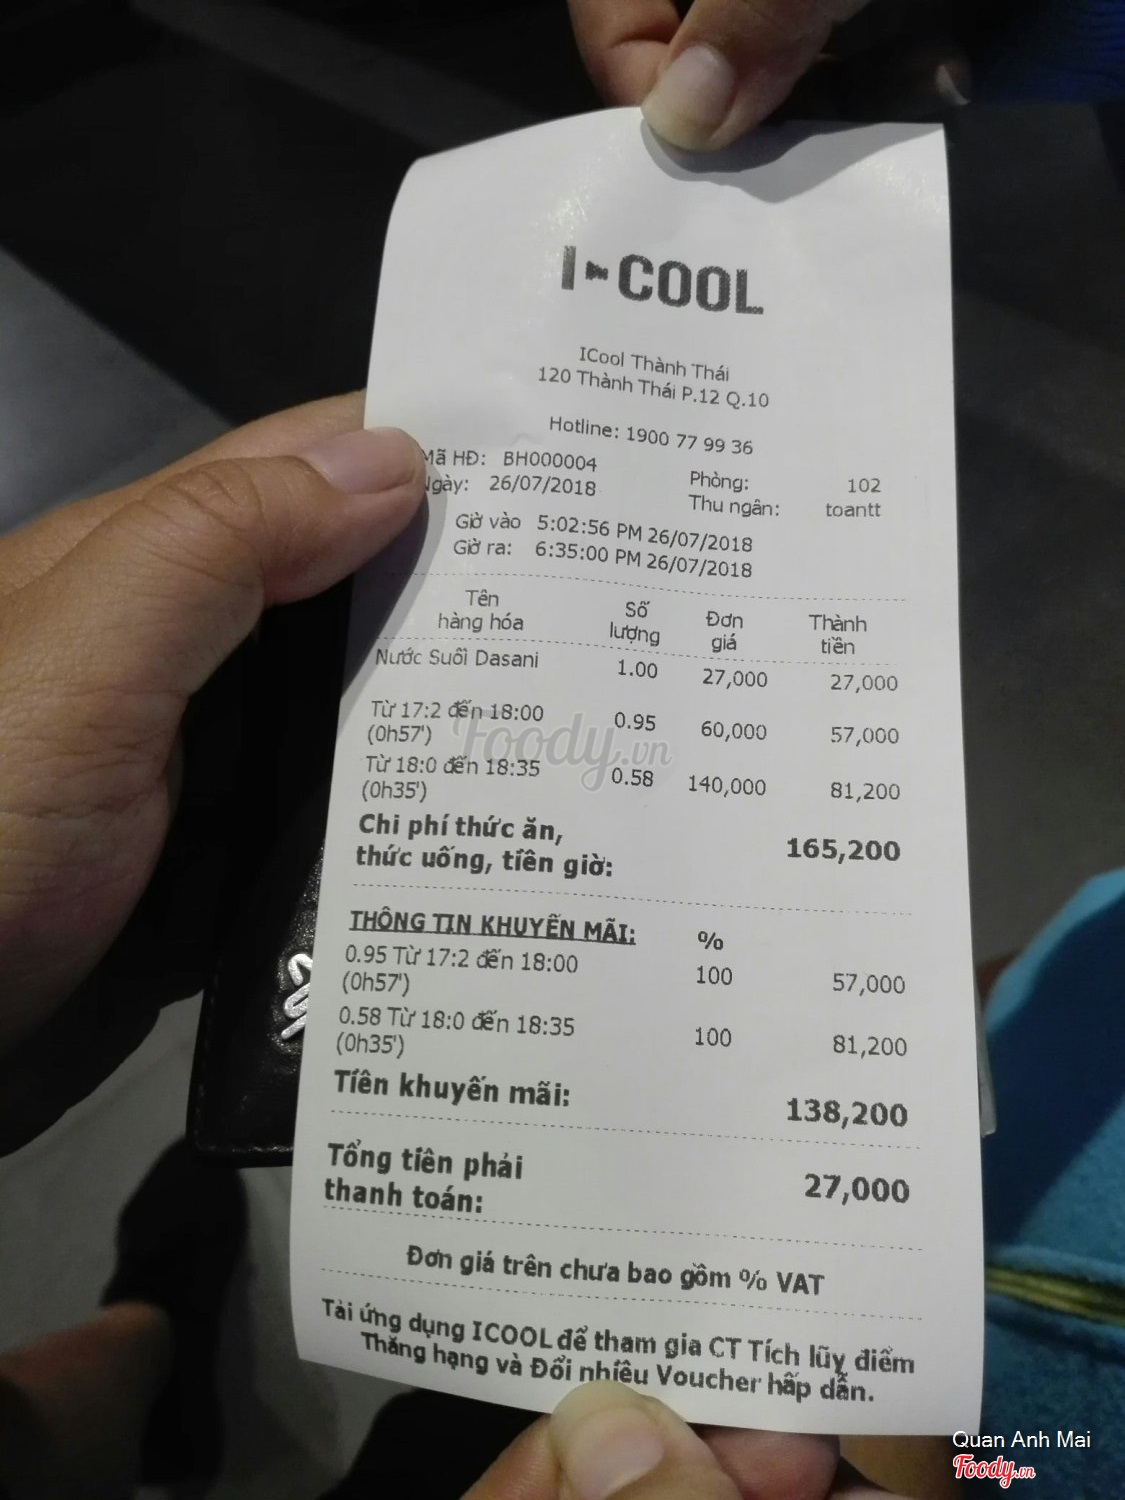 I COOL
ICool Thành Thái
120 Thành Thái P.12 Q.10
Hotline: 1900 77 99 36
Mã HĐ: BH000004
Phòng: 102
Ngày: 26/07/2018
Thu ngân: toantt
Giờ vào 5:02:56 PM 26/07/2018
Giờ ra: 6:35:00 PM 26/07/2018
Tên hàng hóa Số lượng Đơn giá Thành tiền
Nước Suối Dasani 1.00 27,000 27,000
Từ 17:2 đến 18:00 0.95 60,000 57,000
(0h57')
Từ 18:0 đến 18:35 0.58 140,000 81,200
(0h35')
Chi phí thức ăn,
thức uống, tiền giờ: 165,200
THÔNG TIN KHUYẾN MÃI: %
0.95 Từ 17:2 đến 18:00 100 57,000
(0h57')
0.58 Từ 18:0 đến 18:35 100 81,200
(0h35')
Tiền khuyến mãi: 138,200
Tổng tiền phải
thanh toán: 27,000
Đơn giá trên chưa bao gồm % VAT
Tải ứng dụng ICOOL để tham gia CT Tích lũy điểm
Thăng hạng và Đổi nhiều Voucher hấp dẫn.
Foody.vn
Quan Anh Mai
Foody.vn